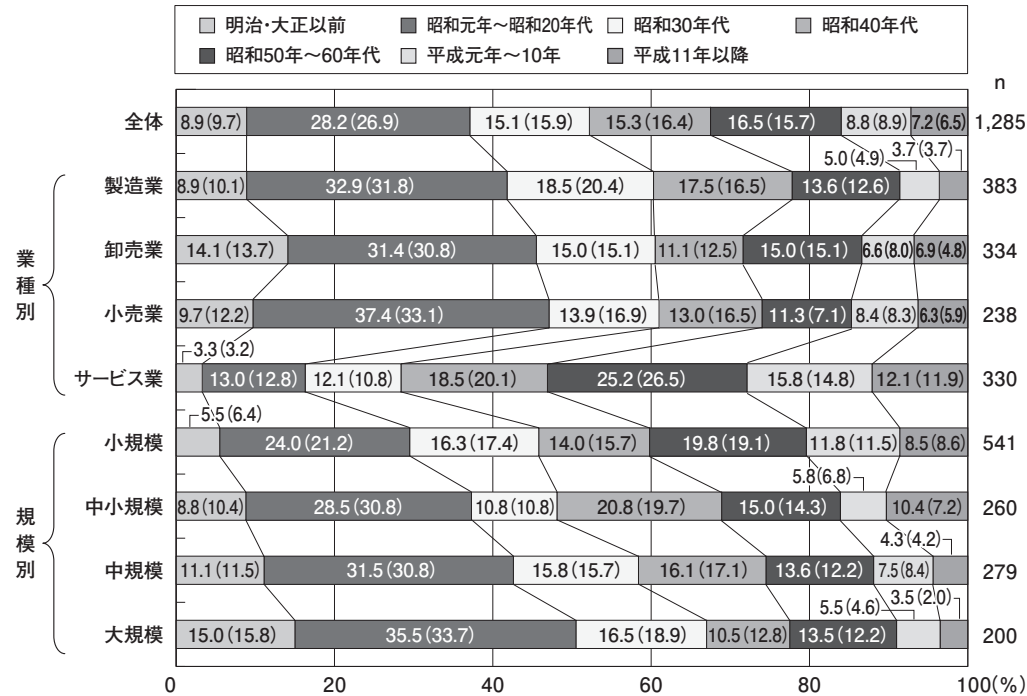 明治・大正以前 昭和元年～昭和20年代 昭和30年代 昭和40年代
昭和50年～60年代 平成元年～10年 平成11年以降
n
全体 8.9(9.7) 28.2(26.9) 15.1(15.9) 15.3(16.4) 16.5(15.7) 8.8(8.9) 7.2(6.5) 1,285
5.0(4.9) 3.7(3.7)
製造業 8.9(10.1) 32.9(31.8) 18.5(20.4) 17.5(16.5) 13.6(12.6) 383
業種別
卸売業 14.1(13.7) 31.4(30.8) 15.0(15.1) 11.1(12.5) 15.0(15.1) 6.6(8.0) 6.9(4.8) 334
小売業 9.7(12.2) 37.4(33.1) 13.9(16.9) 13.0(16.5) 11.3(7.1) 8.4(8.3) 6.3(5.9) 238
3.3(3.2)
サービス業 13.0(12.8) 12.1(10.8) 18.5(20.1) 25.2(26.5) 15.8(14.8) 12.1(11.9) 330
5.5(6.4)
小規模 24.0(21.2) 16.3(17.4) 14.0(15.7) 19.8(19.1) 11.8(11.5) 8.5(8.6) 541
5.8(6.8)
中小規模 8.8(10.4) 28.5(30.8) 10.8(10.8) 20.8(19.7) 15.0(14.3) 10.4(7.2) 260
規模別
4.3(4.2)
中規模 11.1(11.5) 31.5(30.8) 15.8(15.7) 16.1(17.1) 13.6(12.2) 7.5(8.4) 279
5.5(4.6) 3.5(2.0)
大規模 15.0(15.8) 35.5(33.7) 16.5(18.9) 10.5(12.8) 13.5(12.2) 200
0 20 40 60 80 100(%)